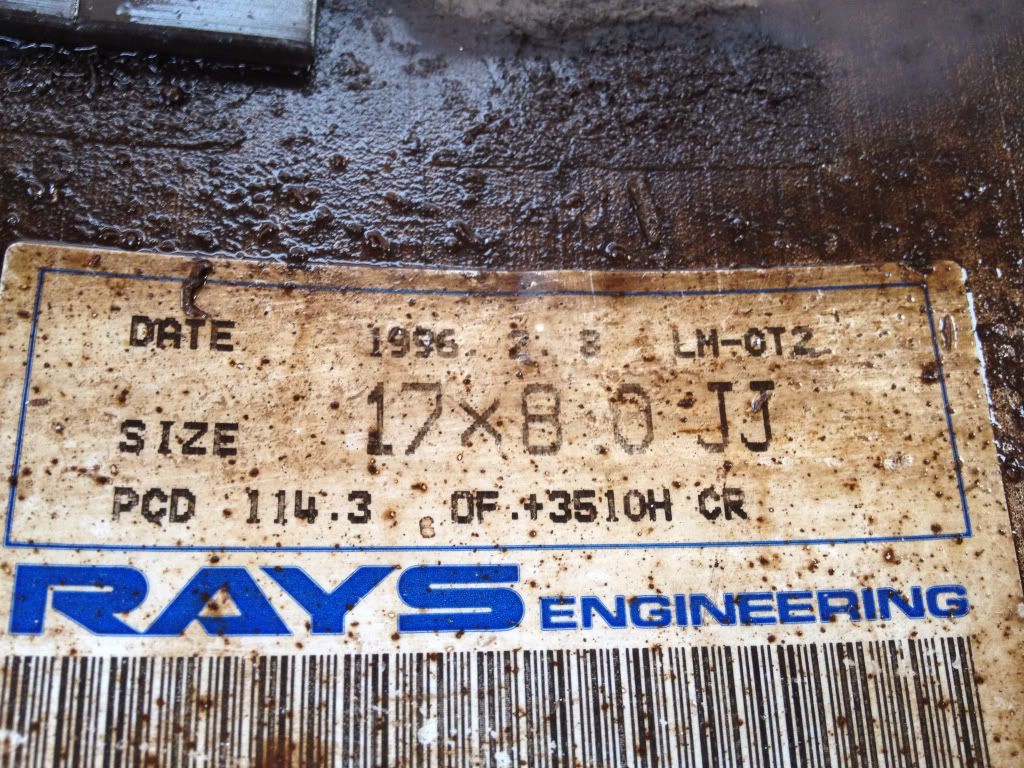 DATE 1996. 2. 8 LM-OT2
SIZE 17×8.0 JJ
PCD 114.3 OF.+3510H CR
RAYS ENGINEERING